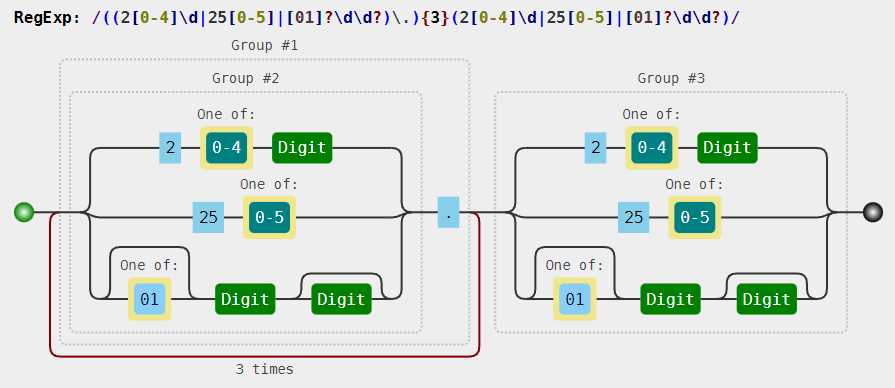 RegExp: /((2[0-4]\d|25[0-5]|[01]?\d\d?)\.){3}(2[0-4]\d|25[0-5]|[01]?\d\d?)/
Group #1
Group #2
Group #3
One of:
One of:
2 0-4 Digit
2 0-4 Digit
One of:
One of:
25 0-5
.
25 0-5
One of:
One of:
01 Digit Digit
01 Digit Digit
3 times